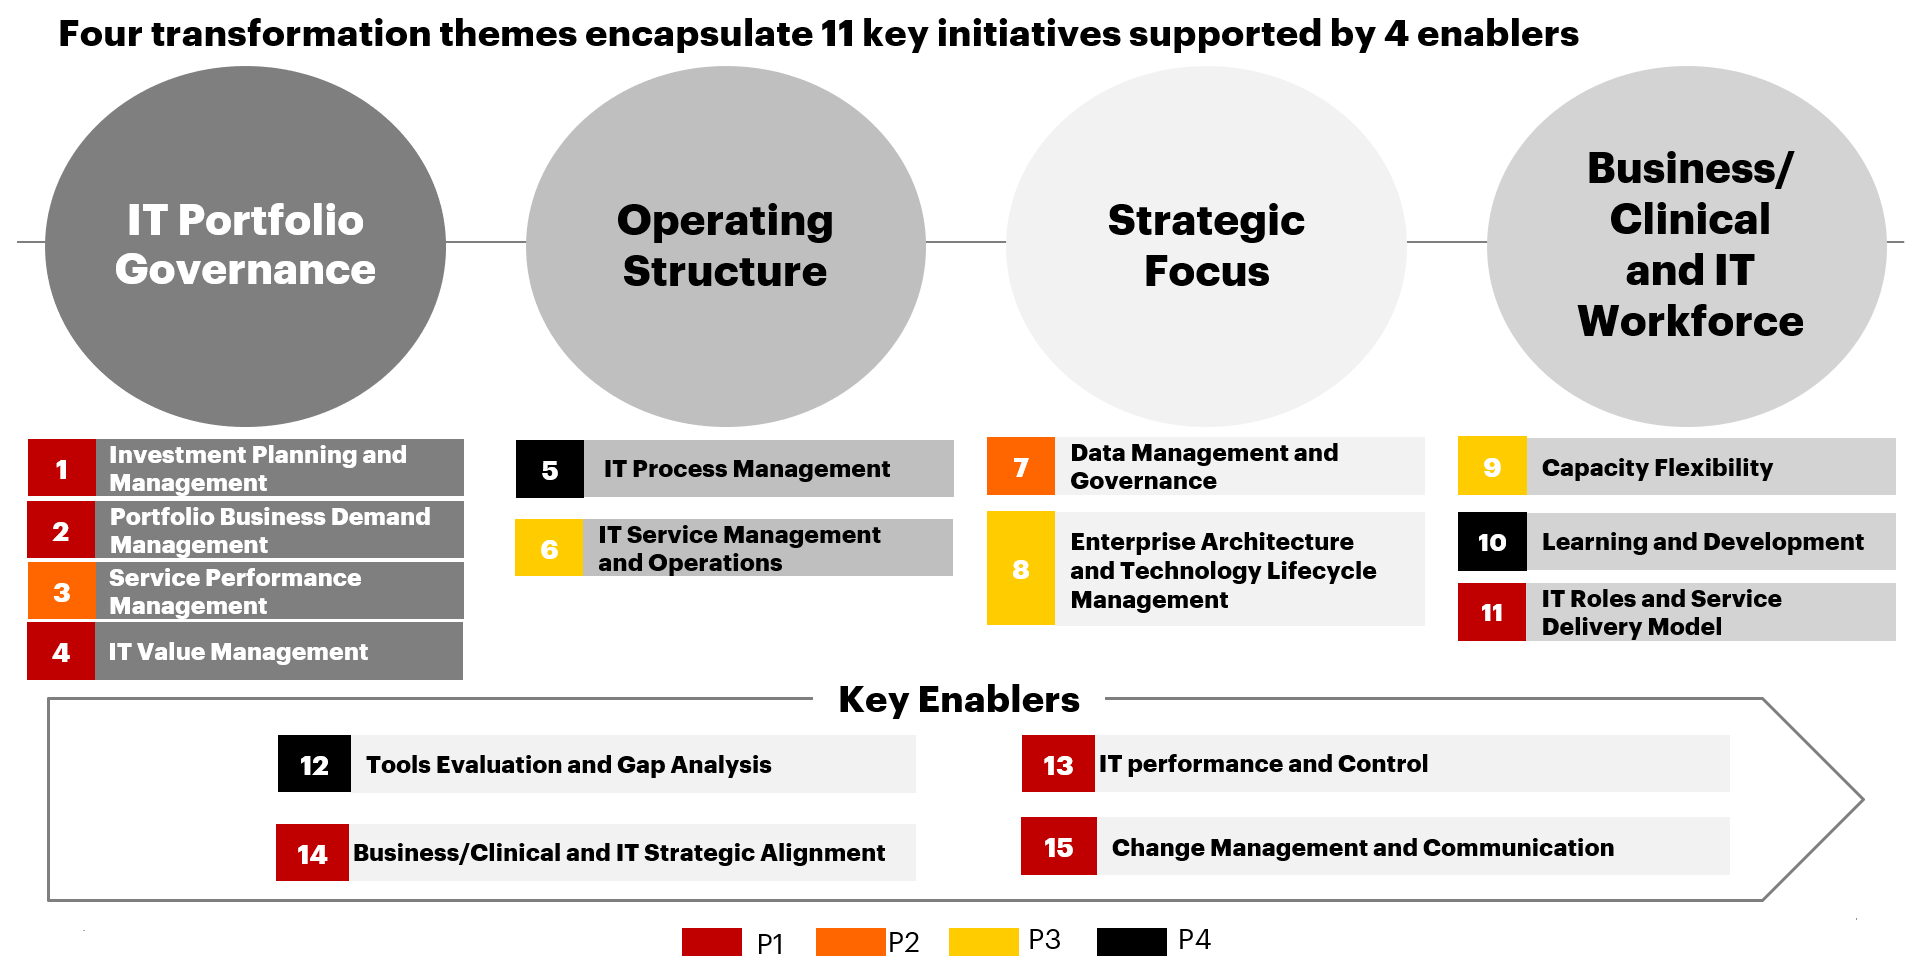 Four transformation themes encapsulate 11 key initiatives supported by 4 enablers
IT Portfolio
Governance
Operating
Structure
Strategic
Focus
Business/
Clinical
and IT
Workforce
1
Investment Planning and
Management
2
Portfolio Business Demand
Management
3
Service Performance
Management
4
IT Value Management
5
IT Process Management
6
IT Service Management
and Operations
7
Data Management and
Governance
8
Enterprise Architecture
and Technology Lifecycle
Management
9
Capacity Flexibility
10
Learning and Development
11
IT Roles and Service
Delivery Model
Key Enablers
12
Tools Evaluation and Gap Analysis
13
IT performance and Control
14
Business/Clinical and IT Strategic Alignment
15
Change Management and Communication
P1
P2
P3
P4